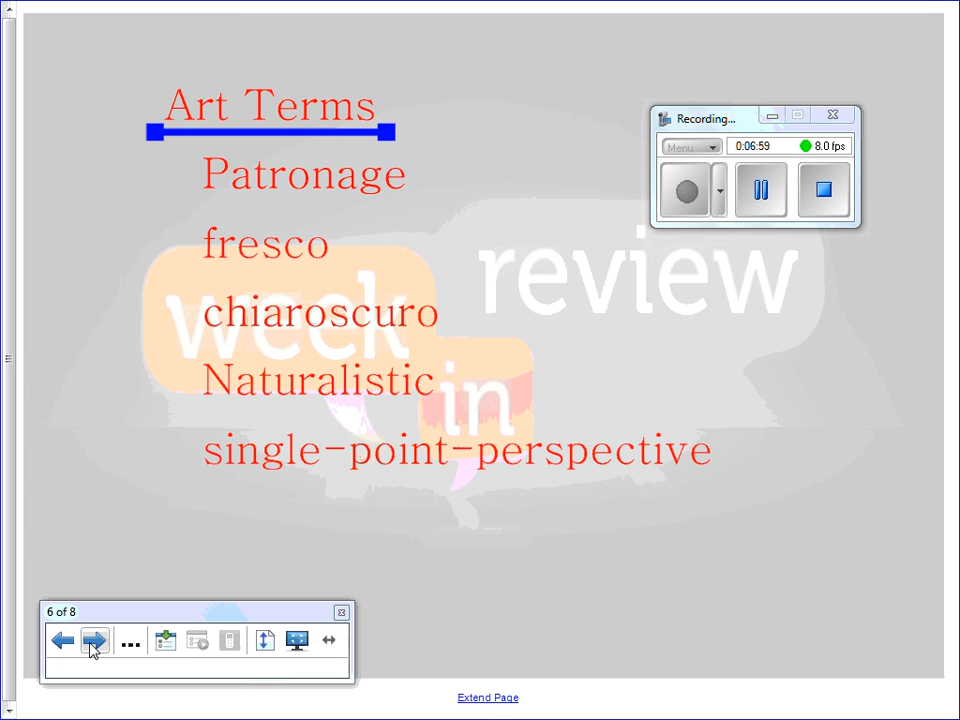 Art Terms
Patronage
fresco
chiaroscuro
Naturalistic
single-point-perspective
week
in
review
Recording...
Menu
0:06:59
8.0 fps
6 of 8
Extend Page